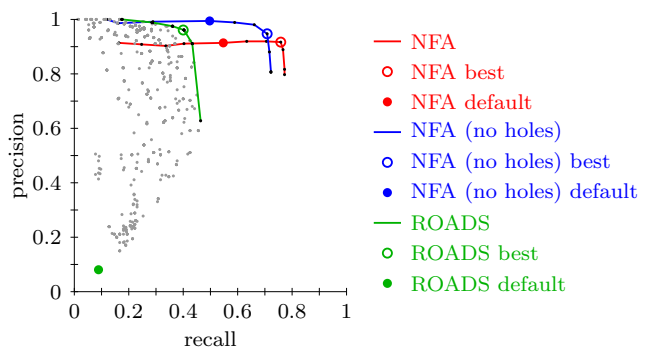 1
0.8
0.6
0.4
0.2
0
precision
0 0.2 0.4 0.6 0.8 1
recall
NFA
NFA best
NFA default
NFA (no holes)
NFA (no holes) best
NFA (no holes) default
ROADS
ROADS best
ROADS default